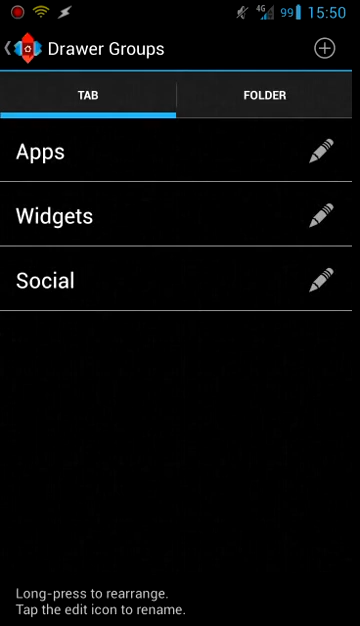 4G 99 15:50
Drawer Groups
TAB FOLDER
Apps
Widgets
Social
Long-press to rearrange.
Tap the edit icon to rename.